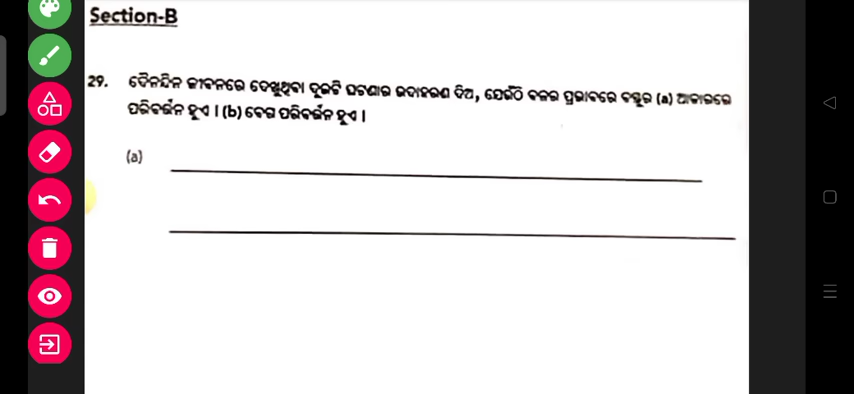 Section-B
29. ଦୈନନ୍ଦିନ ଜୀବନରେ ଦେଖୁଥିବା ଦୁଇଟି ଘଟଣାର ଉଦାହରଣ ଦିଅ, ଯେଉଁଠି ବଳର ପ୍ରଭାବରେ ବସ୍ତୁର (a) ଆକାରରେ
ପରିବର୍ତ୍ତନ ହୁଏ । (b) ବେଗ ପରିବର୍ତ୍ତନ ହୁଏ ।
(a)